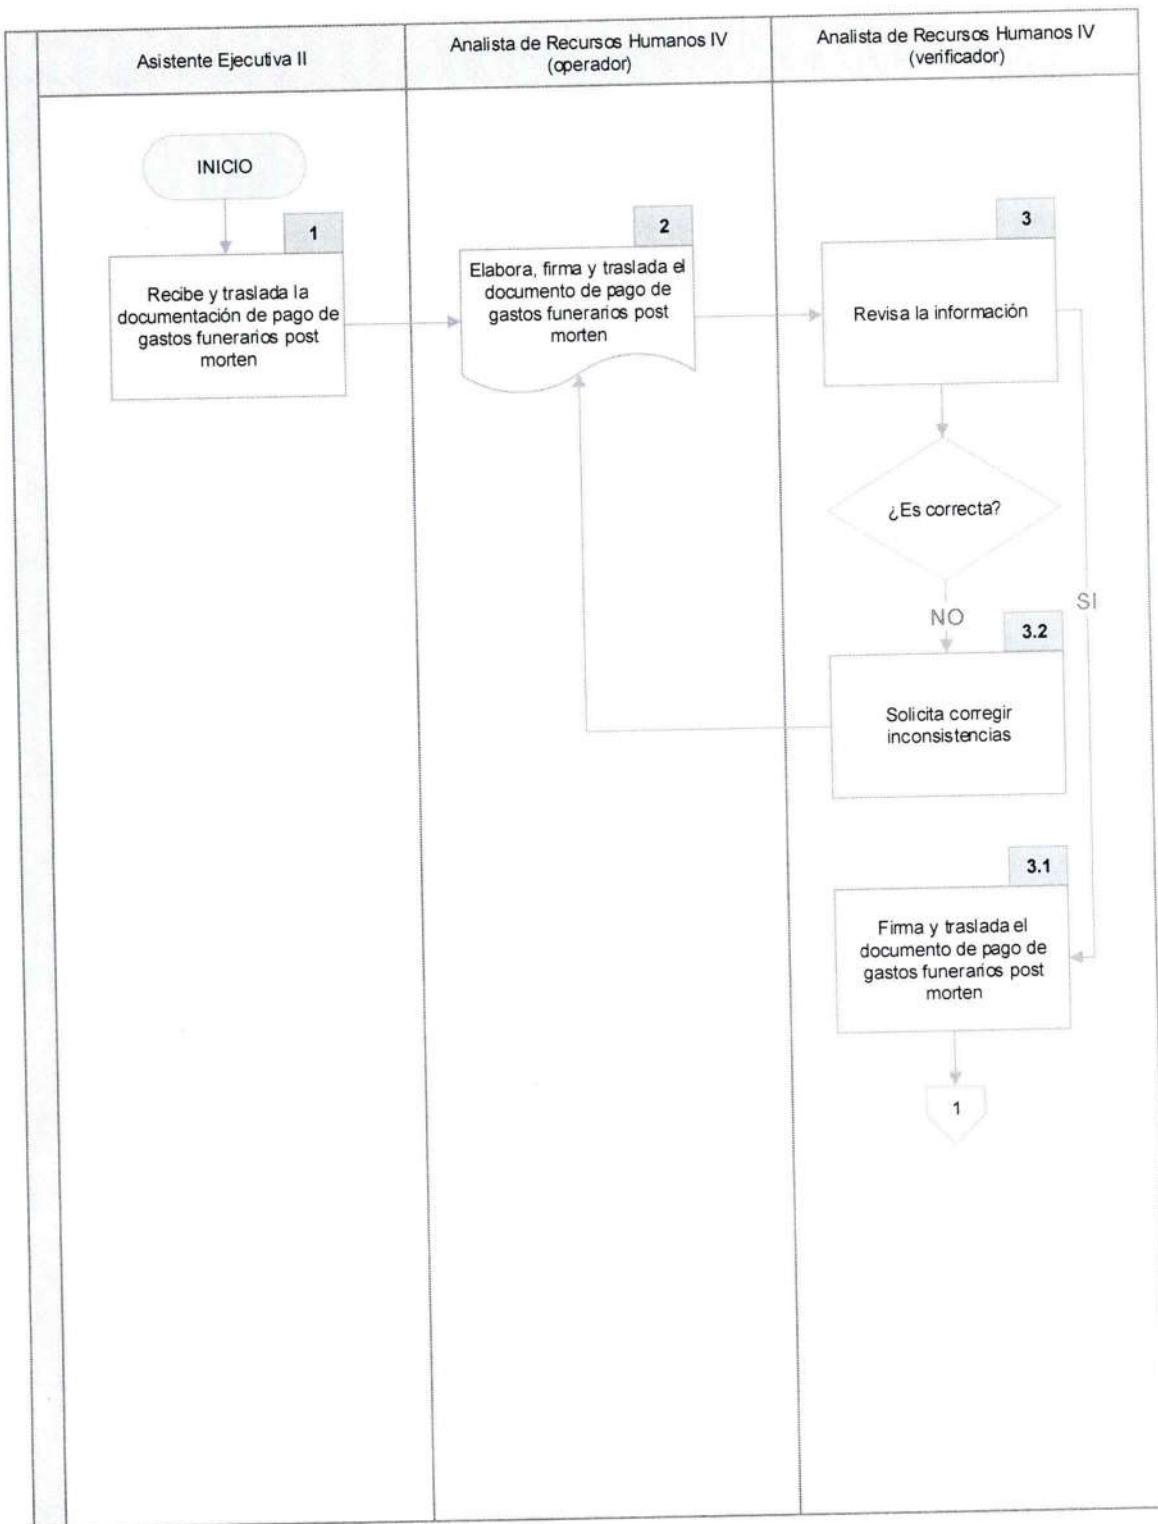 Asistente Ejecutiva II
Analista de Recursos Humanos IV
(operador)
Analista de Recursos Humanos IV
(verificador)
INICIO
1
Recibe y traslada la
documentación de pago de
gastos funerarios post
morten
2
Elabora, firma y traslada el
documento de pago de
gastos funerarios post
morten
3
Revisa la información
¿Es correcta?
NO
SI
3.2
Solicita corregir
inconsistencias
3.1
Firma y traslada el
documento de pago de
gastos funerarios post
morten
1